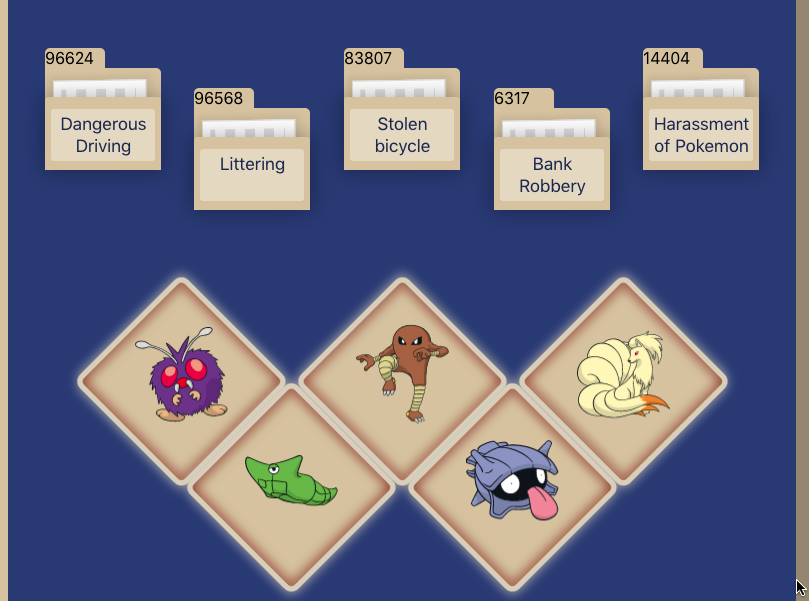 96624
Dangerous
Driving
96568
Littering
83807
Stolen
bicycle
6317
Bank
Robbery
14404
Harassment
of Pokemon